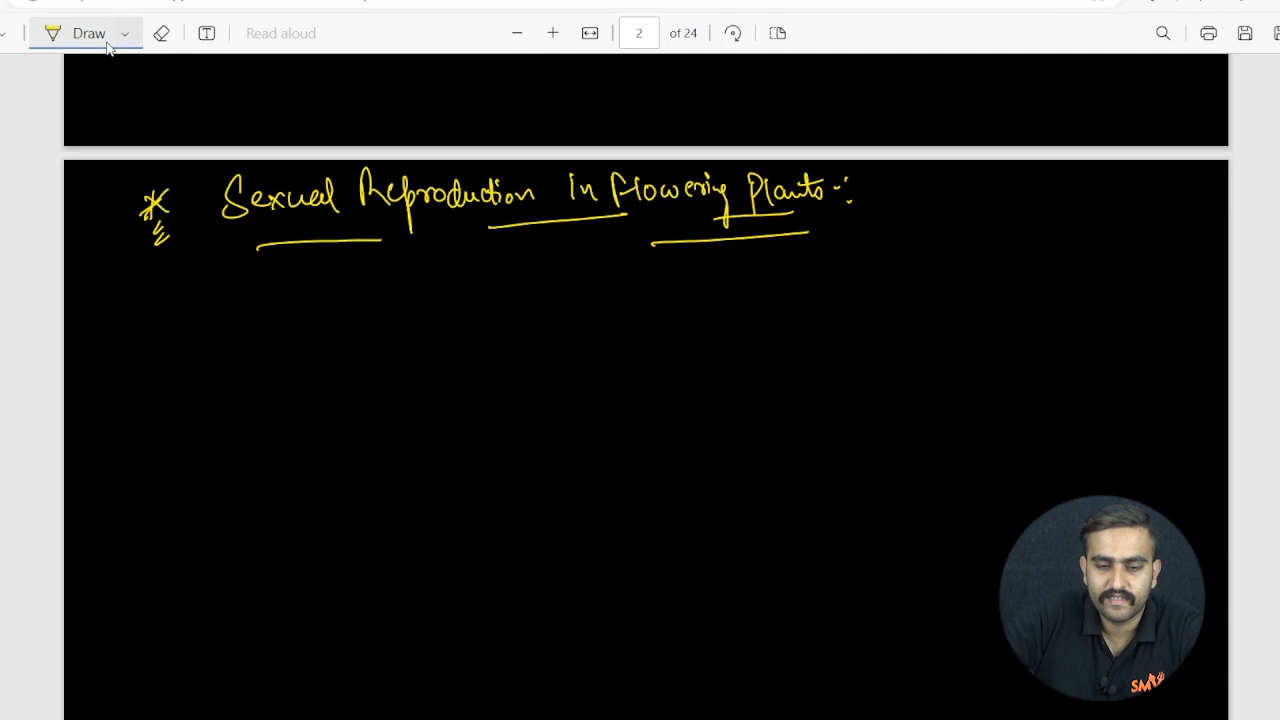 Draw
Read aloud
2 of 24
* Sexual Reproduction In flowering Plants :